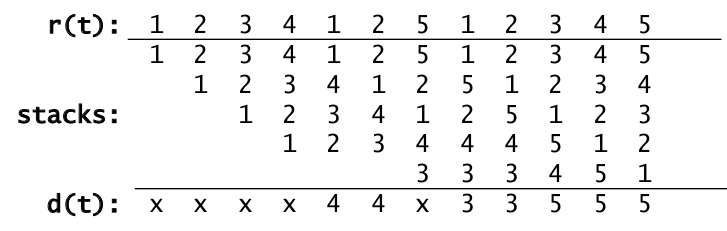 r(t): 1 2 3 4 1 2 5 1 2 3 4 5
1 2 3 4 1 2 5 1 2 3 4 5
1 2 3 4 1 2 5 1 2 3 4
stacks: 1 2 3 4 1 2 5 1 2 3
1 2 3 4 4 4 5 1 2
3 3 3 4 5 1
d(t): x x x x 4 4 x 3 3 5 5 5